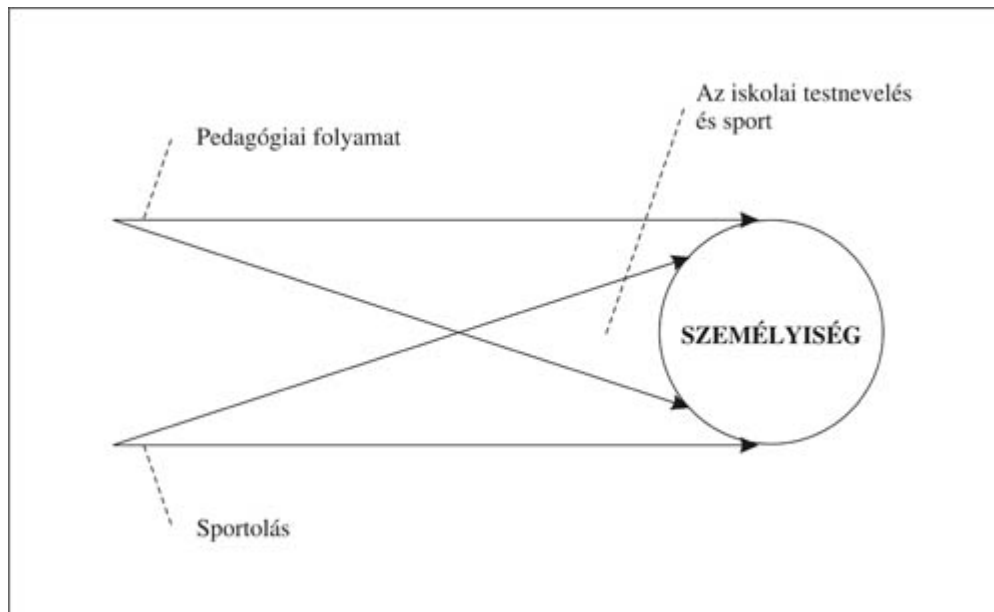 Az iskolai testnevelés
és sport
Pedagógiai folyamat
SZEMÉLYISÉG
Sportolás